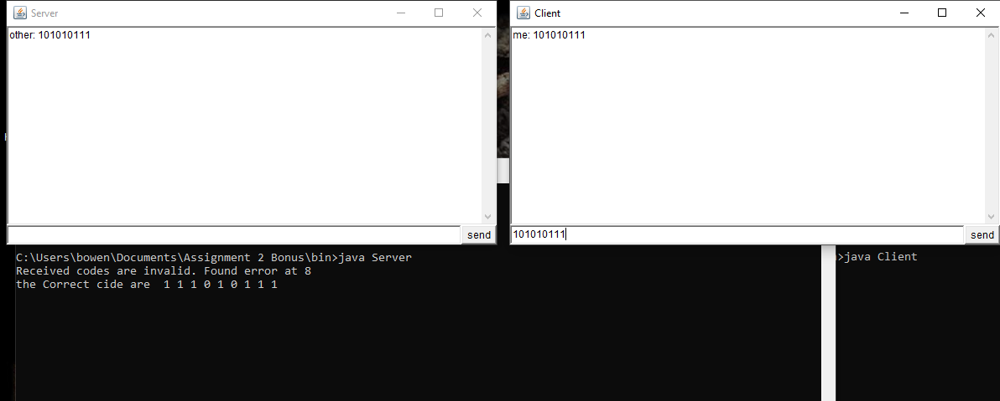 Server
other: 101010111
send
Client
me: 101010111
101010111
send
C:\Users\bowen\Documents\Assignment 2 Bonus\bin>java Server
Received codes are invalid. Found error at 8
the Correct cide are  1 1 1 0 1 0 1 1 1
>java Client